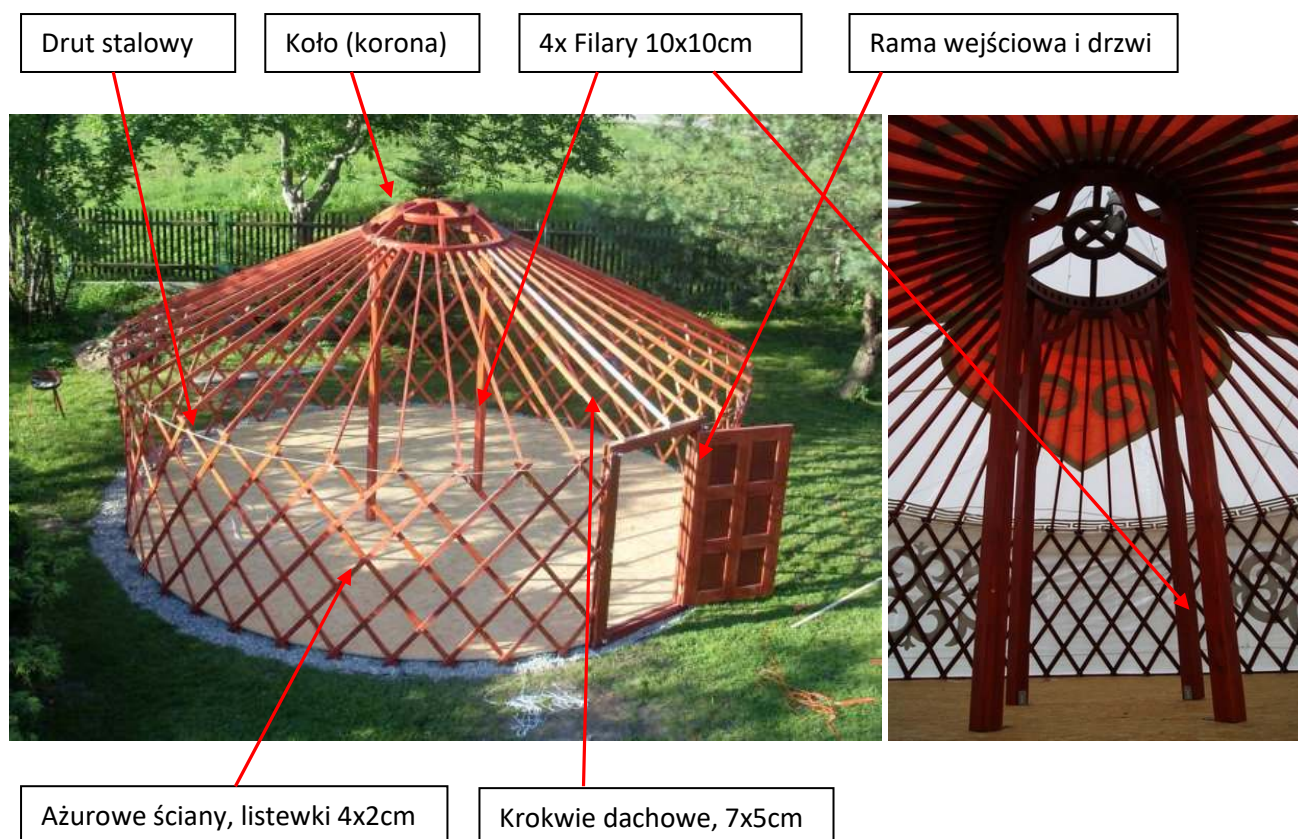 Drut stalowy
Koło (korona)
4x Filary 10x10cm
Rama wejściowa i drzwi
Ażurowe ściany, listewki 4x2cm
Krokwie dachowe, 7x5cm